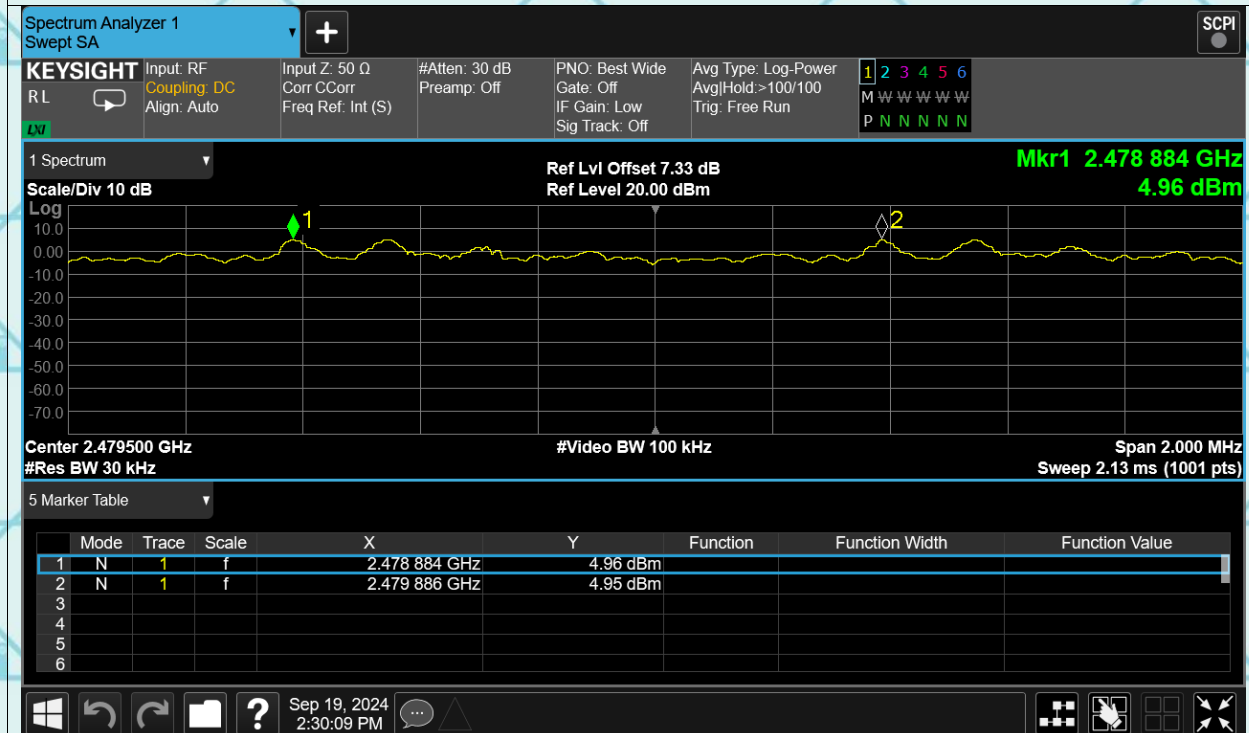 Spectrum Analyzer 1
Swept SA
+
SCPI
KEYSIGHT
RL
LXI
Input: RF
Coupling: DC
Align: Auto
Input Z: 50 Ω
Corr CCorr
Freq Ref: Int (S)
#Atten: 30 dB
Preamp: Off
PNO: Best Wide
Gate: Off
IF Gain: Low
Sig Track: Off
Avg Type: Log-Power
Avg|Hold:>100/100
Trig: Free Run
1 2 3 4 5 6
M W W W W W W
P N N N N N N
1 Spectrum
Scale/Div 10 dB
Ref Lvl Offset 7.33 dB
Ref Level 20.00 dBm
Mkr1 2.478 884 GHz
4.96 dBm
Log
10.0
0.00
-10.0
-20.0
-30.0
-40.0
-50.0
-60.0
-70.0
1
2
Center 2.479500 GHz
#Res BW 30 kHz
#Video BW 100 kHz
Span 2.000 MHz
Sweep 2.13 ms (1001 pts)
5 Marker Table
Mode Trace Scale X Y Function Function Width Function Value
1 N 1 f 2.478 884 GHz 4.96 dBm
2 N 1 f 2.479 886 GHz 4.95 dBm
3
4
5
6
?
Sep 19, 2024
2:30:09 PM